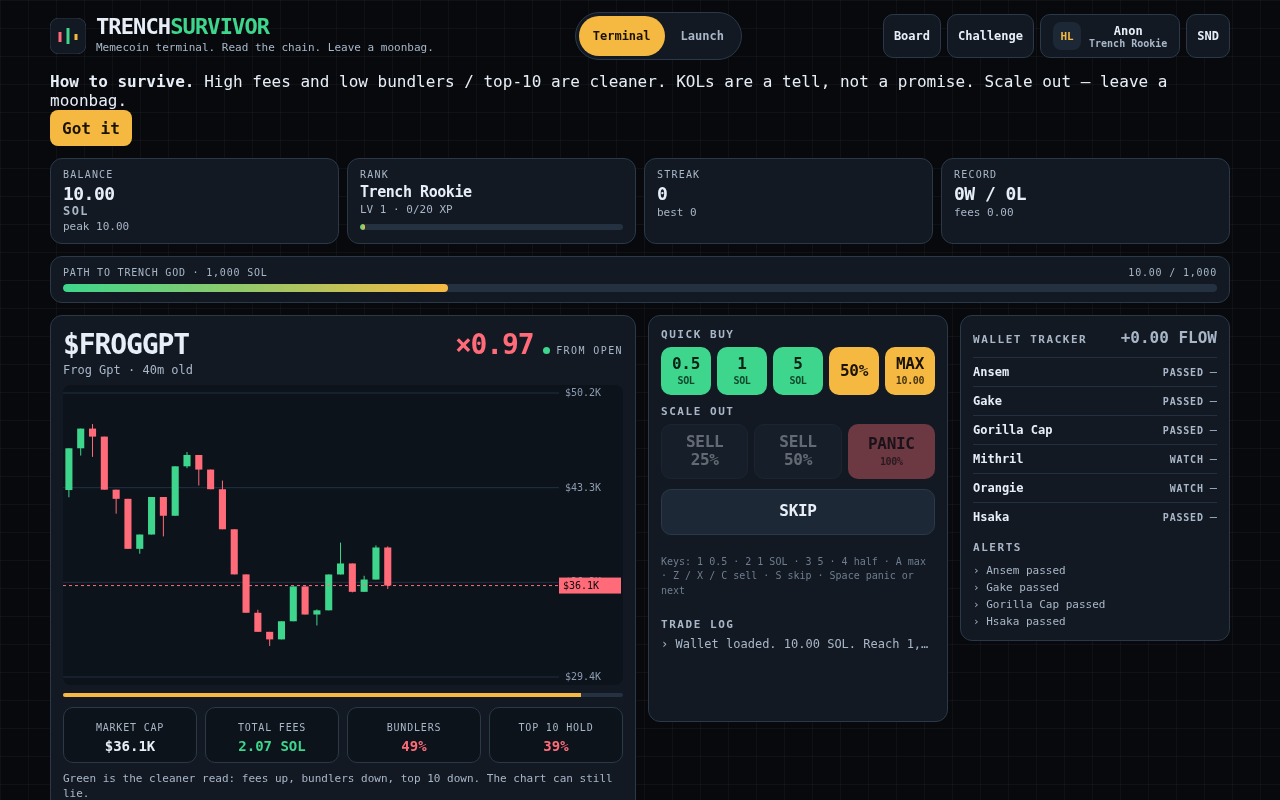 TRENCHSURVIVOR
Memecoin terminal. Read the chain. Leave a moonbag.
Terminal
Launch
Board
Challenge
HL
Anon
Trench Rookie
SND
How to survive. High fees and low bundlers / top-10 are cleaner. KOLs are a tell, not a promise. Scale out — leave a
moonbag.
Got it
BALANCE
10.00
SOL
peak 10.00
RANK
Trench Rookie
LV 1 · 0/20 XP
STREAK
0
best 0
RECORD
0W / 0L
fees 0.00
PATH TO TRENCH GOD · 1,000 SOL
10.00 / 1,000
$FROGGPT
×0.97
FROM OPEN
Frog Gpt · 40m old
$50.2K
$43.3K
$36.1K
$29.4K
MARKET CAP
$36.1K
TOTAL FEES
2.07 SOL
BUNDLERS
49%
TOP 10 HOLD
39%
Green is the cleaner read: fees up, bundlers down, top 10 down. The chart can still
lie.
QUICK BUY
0.5
SOL
1
SOL
5
SOL
50%
MAX
10.00
SCALE OUT
SELL
25%
SELL
50%
PANIC
100%
SKIP
Keys: 1 0.5 · 2 1 SOL · 3 5 · 4 half · A max
· Z / X / C sell · S skip · Space panic or
next
TRADE LOG
› Wallet loaded. 10.00 SOL. Reach 1,…
WALLET TRACKER
+0.00 FLOW
Ansem PASSED —
Gake PASSED —
Gorilla Cap PASSED —
Mithril WATCH —
Orangie WATCH —
Hsaka PASSED —
ALERTS
› Ansem passed
› Gake passed
› Gorilla Cap passed
› Hsaka passed